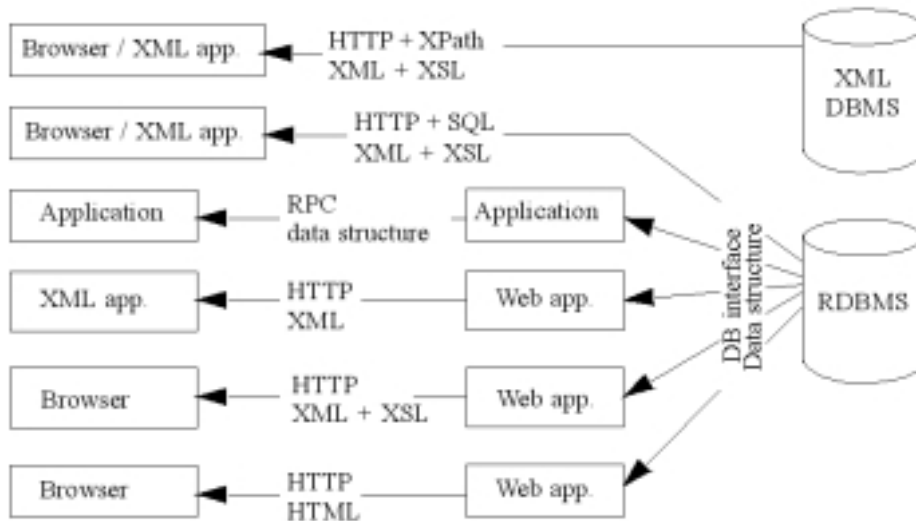 Browser / XML app.
HTTP + XPath
XML + XSL
XML
DBMS
Browser / XML app.
HTTP + SQL
XML + XSL
Application
RPC
data structure
Application
DB interface
Data structure
RDBMS
XML app.
HTTP
XML
Web app.
Browser
HTTP
XML + XSL
Web app.
Browser
HTTP
HTML
Web app.